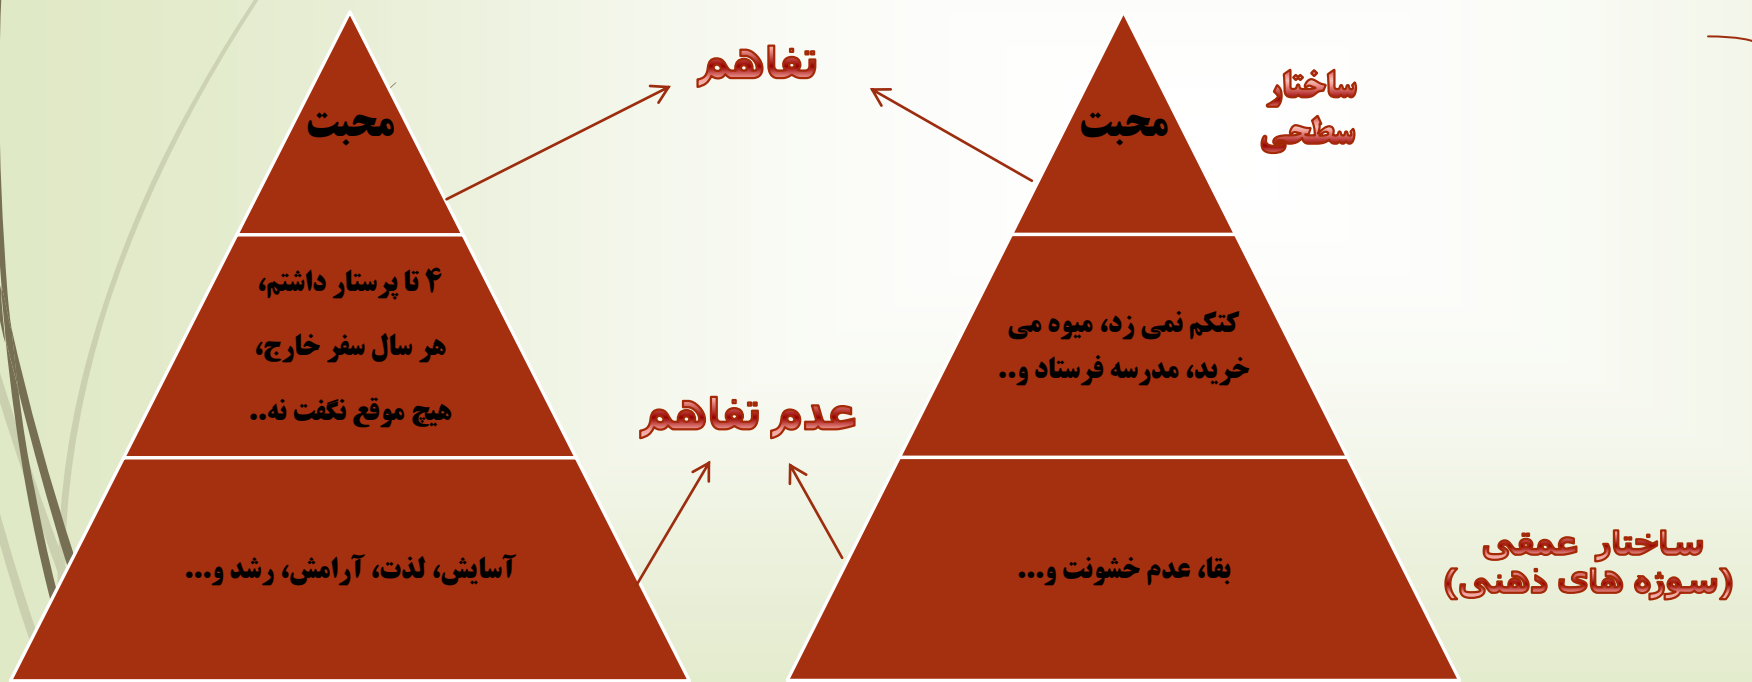 تفاهم
ساختار
سطحی
محبت
محبت
کتکم نمی زد، میوه می
خرید، مدرسه فرستاد و..
۴ تا پرستار داشتم،
هر سال سفر خارج،
هیچ موقع نگفت نه..
عدم تفاهم
ساختار عمقی
(سوژه های ذهنی)
بقا، عدم خشونت و...
آسایش، لذت، آرامش، رشد و...